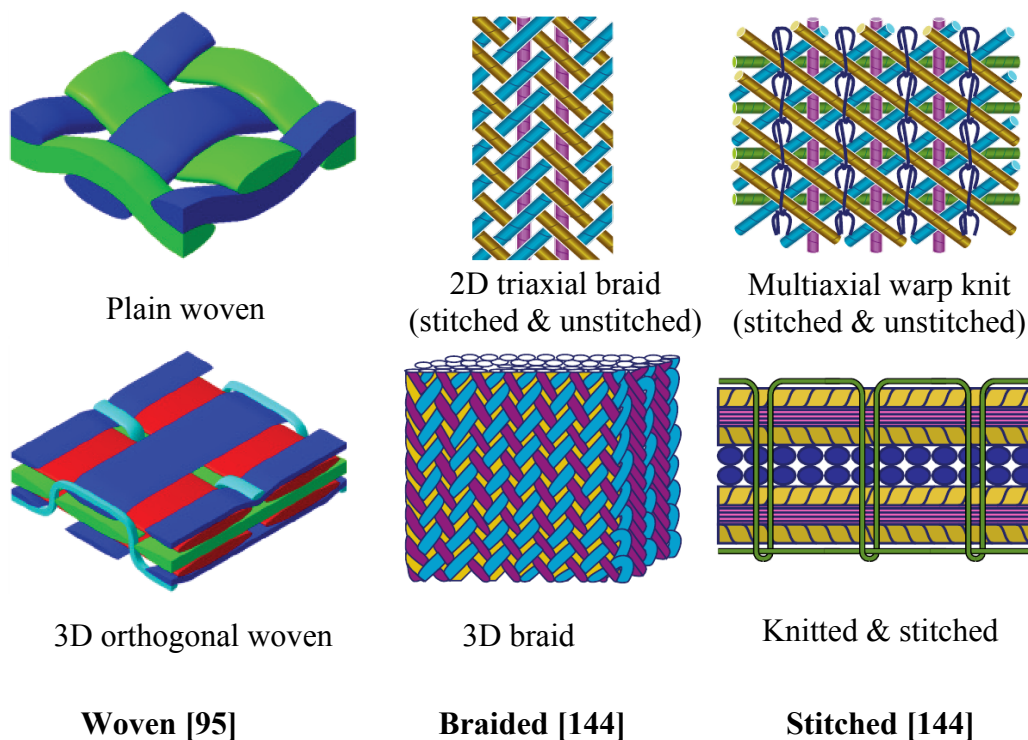 Plain woven
2D triaxial braid
(stitched & unstitched)
Multiaxial warp knit
(stitched & unstitched)
3D orthogonal woven
3D braid
Knitted & stitched
Woven [95]
Braided [144]
Stitched [144]